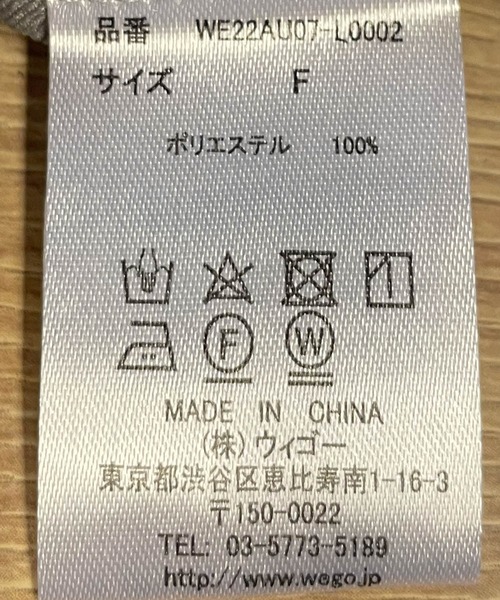 品番 WE22AU07-L0002
サイズ F
ポリエステル 100%
F W
MADE IN CHINA
(株)ウィゴー
東京都渋谷区恵比寿南1-16-3
〒150-0022
TEL: 03-5773-5189
http://www.wego.jp